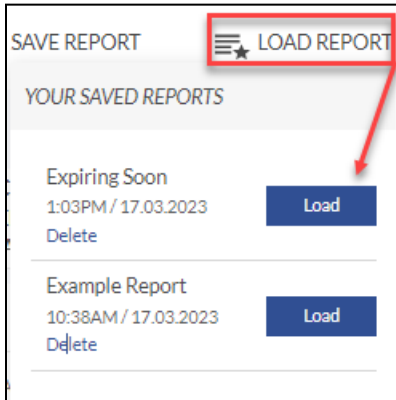 SAVE REPORT LOAD REPORT
YOUR SAVED REPORTS
Expiring Soon
1:03PM / 17.03.2023 Load
Delete
Example Report
10:38AM / 17.03.2023 Load
Delete